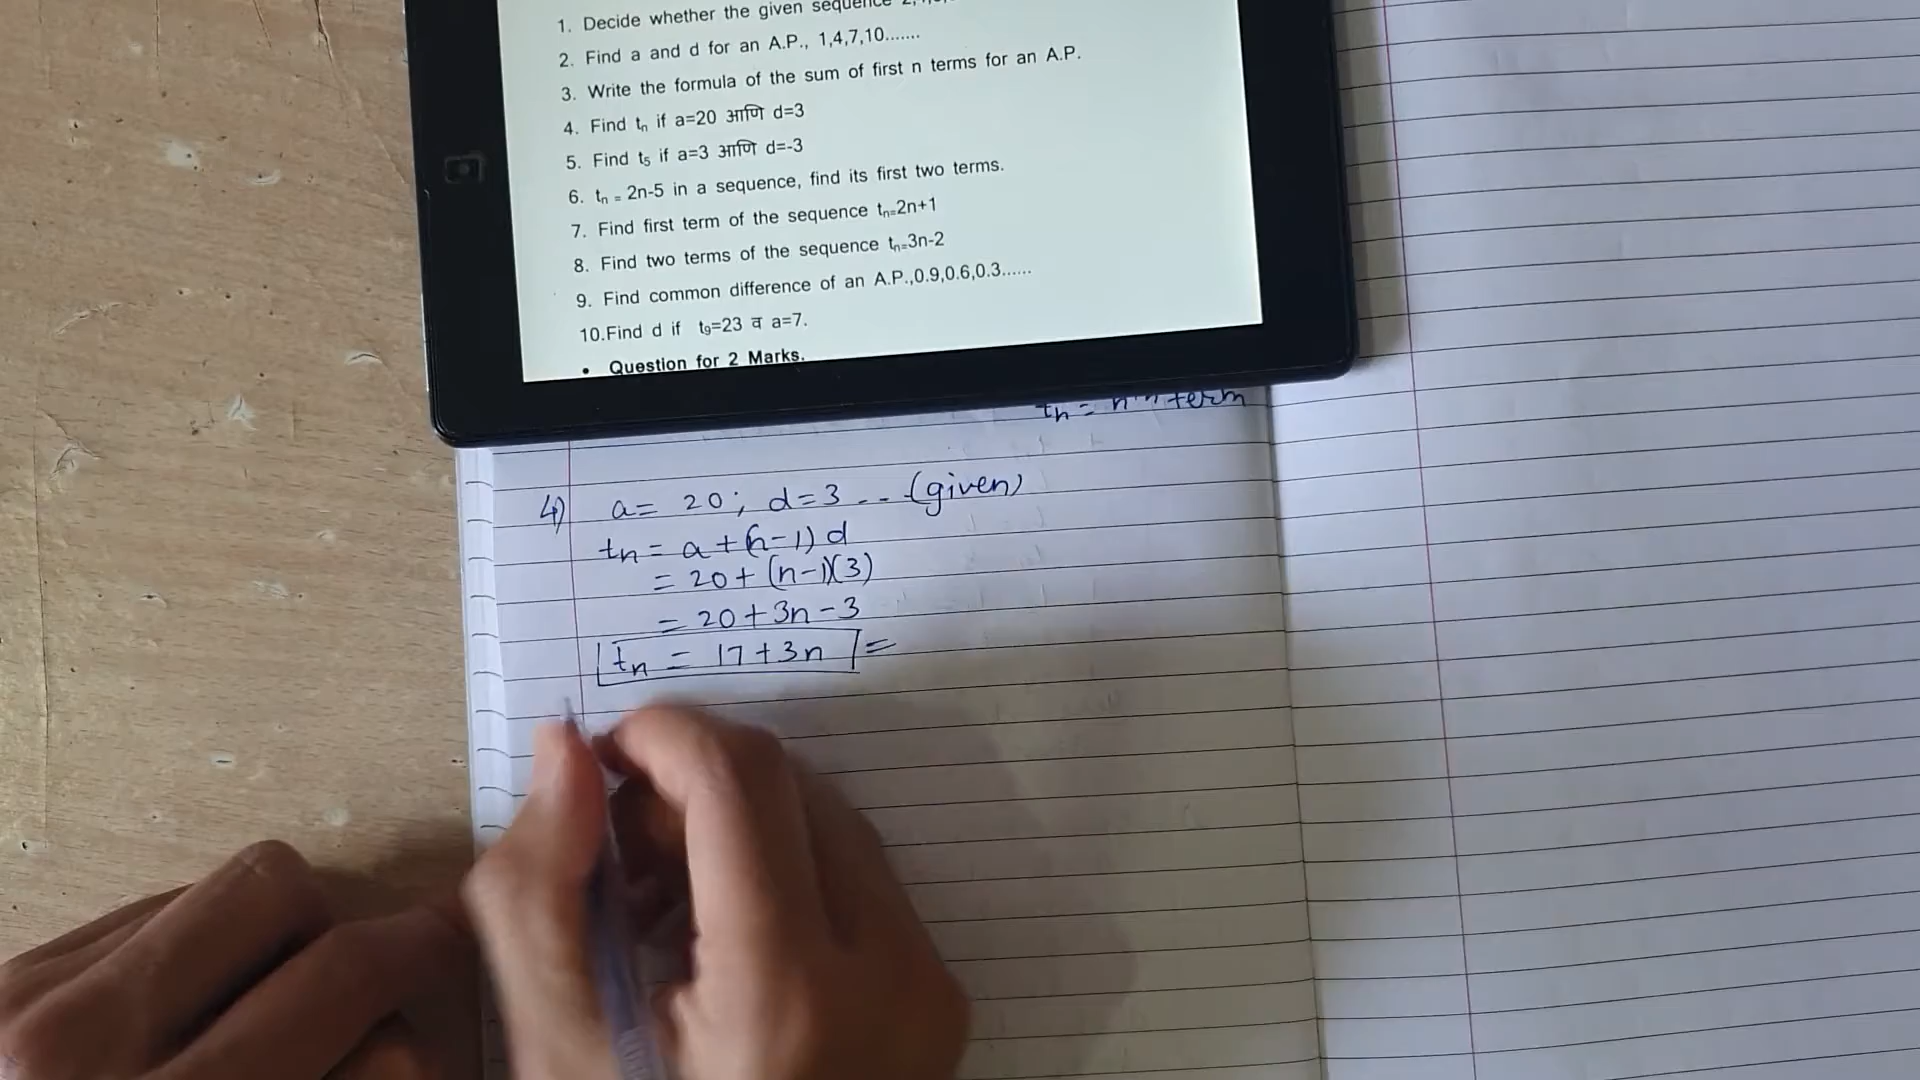 1. Decide whether the given sequence 2,
2. Find a and d for an A.P., 1,4,7,10.......
3. Write the formula of the sum of first n terms for an A.P.
4. Find tₙ if a=20 आणि d=3
5. Find t₅ if a=3 आणि d=-3
6. tₙ = 2n-5 in a sequence, find its first two terms.
7. Find first term of the sequence tₙ=2n+1
8. Find two terms of the sequence tₙ=3n-2
9. Find common difference of an A.P.,0.9,0.6,0.3......
10.Find d if t₉=23 व a=7.
• Question for 2 Marks.
tₙ = nᵗʰ term
4) a= 20; d=3 -- -(given)
tₙ = a+(n-1) d
= 20+ (n-1)(3)
= 20+3n-3
tₙ = 17+3n =